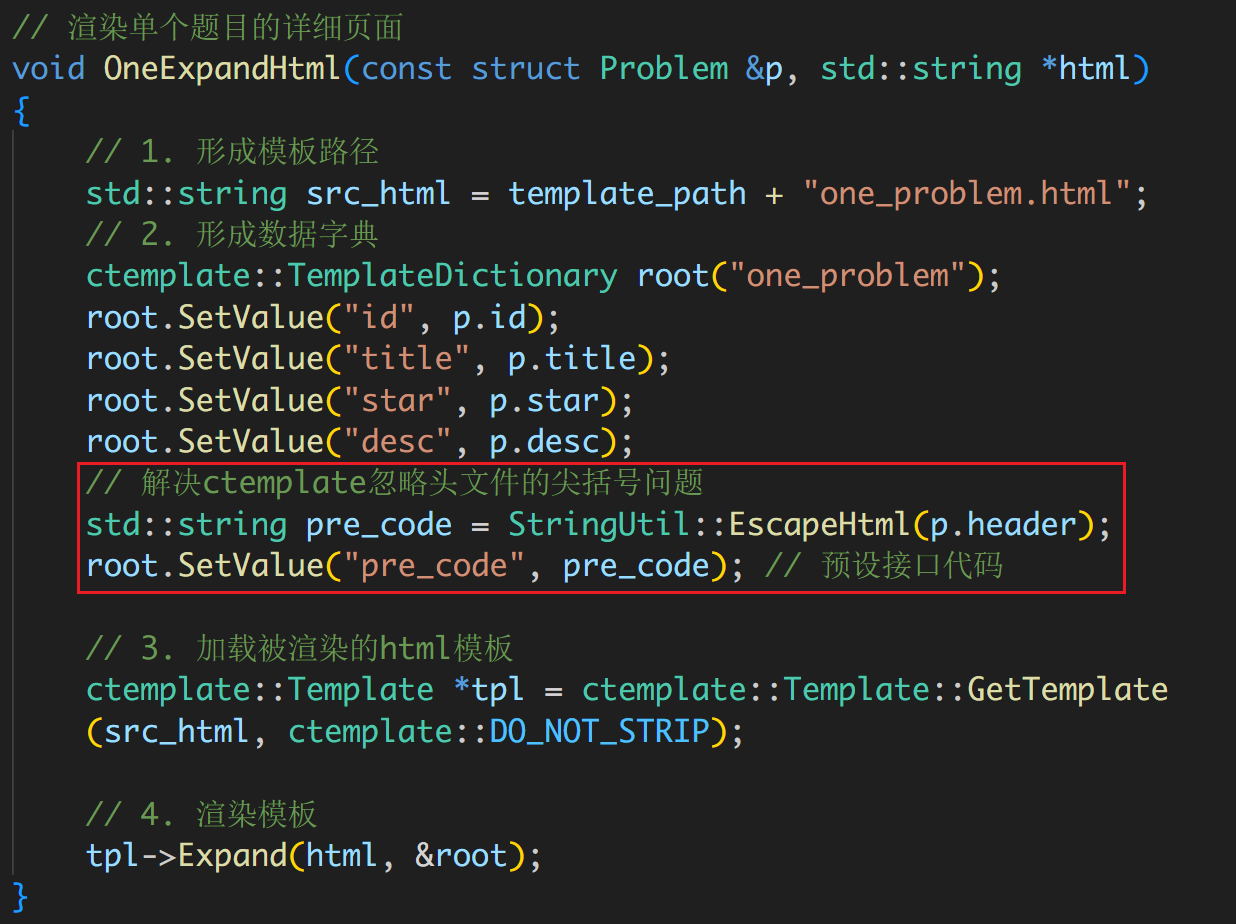 // 渲染单个题目的详细页面
void OneExpandHtml(const struct Problem &p, std::string *html)
{
    // 1. 形成模板路径
    std::string src_html = template_path + "one_problem.html";
    // 2. 形成数据字典
    ctemplate::TemplateDictionary root("one_problem");
    root.SetValue("id", p.id);
    root.SetValue("title", p.title);
    root.SetValue("star", p.star);
    root.SetValue("desc", p.desc);
    // 解决ctemplate忽略头文件的尖括号问题
    std::string pre_code = StringUtil::EscapeHtml(p.header);
    root.SetValue("pre_code", pre_code); // 预设接口代码
    // 3. 加载被渲染的html模板
    ctemplate::Template *tpl = ctemplate::Template::GetTemplate
    (src_html, ctemplate::DO_NOT_STRIP);
    // 4. 渲染模板
    tpl->Expand(html, &root);
}